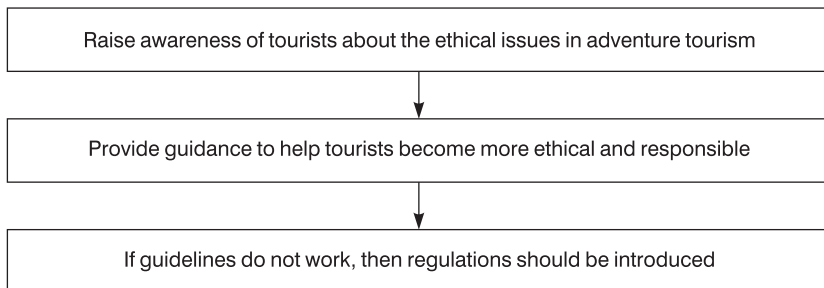 Raise awareness of tourists about the ethical issues in adventure tourism
Provide guidance to help tourists become more ethical and responsible
If guidelines do not work, then regulations should be introduced